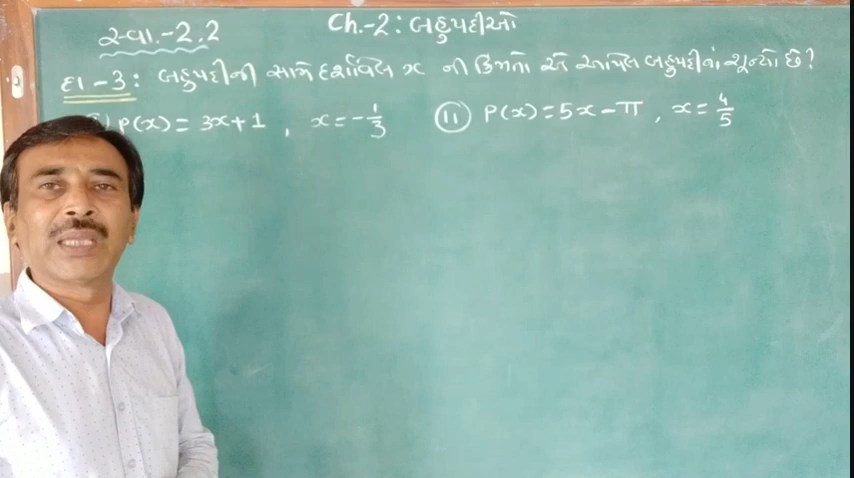 Ch.-2: બહુપદીઓ
સ્વા.-2.2
દા-3: બહુપદીની સામે દર્શાવેલ x ની કિંમતો એ આપેલ બહુપદીનાં શૂન્યો છે?
P(x) = 3x+1, x = -1/3 (ii) P(x) = 5x - π, x = 4/5